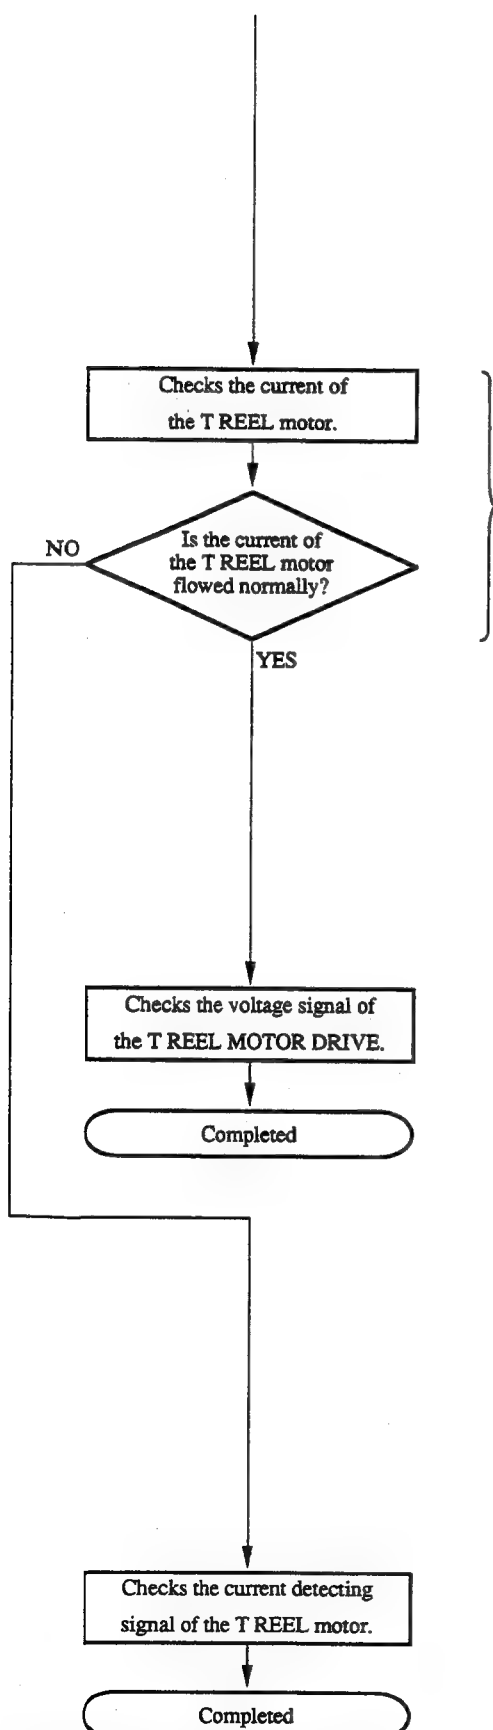 Checks the current of
the T REEL motor.
Is the current of
the T REEL motor
flowed normally?
NO
YES
Checks the voltage signal of
the T REEL MOTOR DRIVE.
Completed
Checks the current detecting
signal of the T REEL motor.
Completed